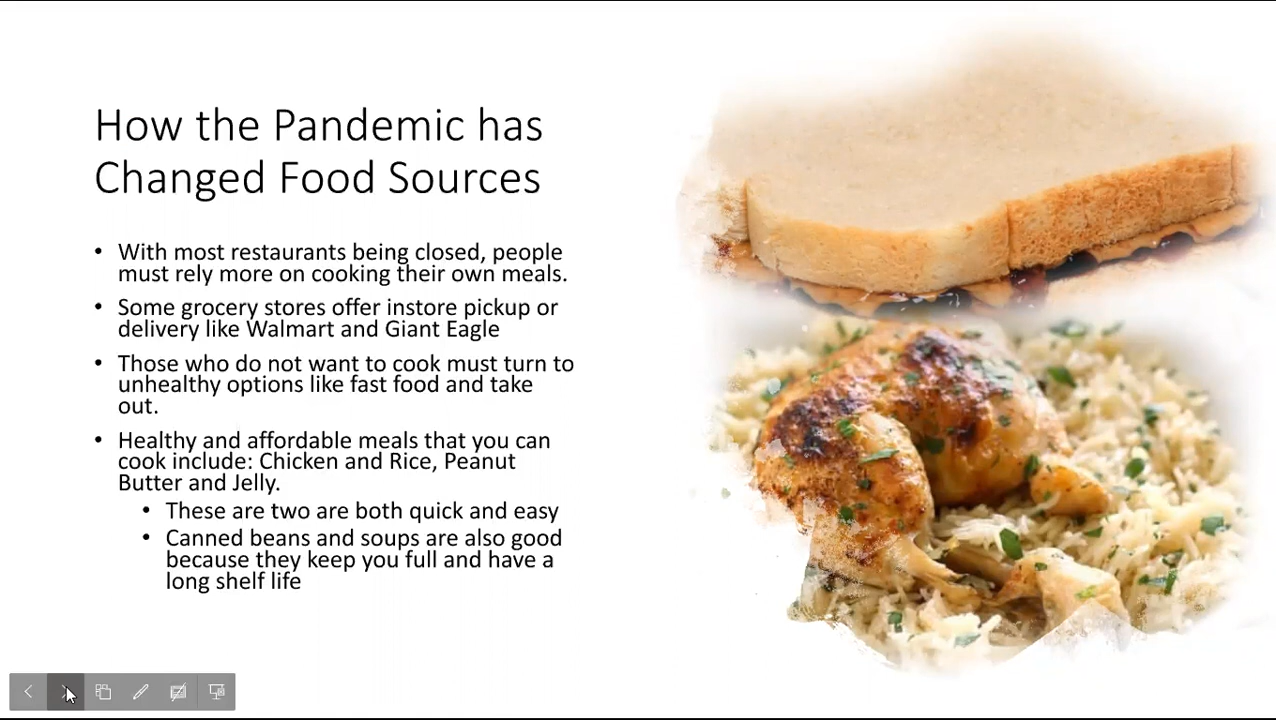 How the Pandemic has
Changed Food Sources
• With most restaurants being closed, people
must rely more on cooking their own meals.
• Some grocery stores offer instore pickup or
delivery like Walmart and Giant Eagle
• Those who do not want to cook must turn to
unhealthy options like fast food and take
out.
• Healthy and affordable meals that you can
cook include: Chicken and Rice, Peanut
Butter and Jelly.
• These are two are both quick and easy
• Canned beans and soups are also good
because they keep you full and have a
long shelf life